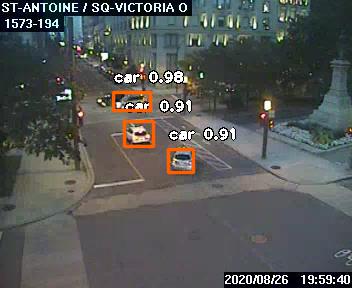 ST-ANTOINE / SQ-VICTORIA O
1573-194
car 0.98
car 0.91
car 0.91
2020/08/26 19:59:40